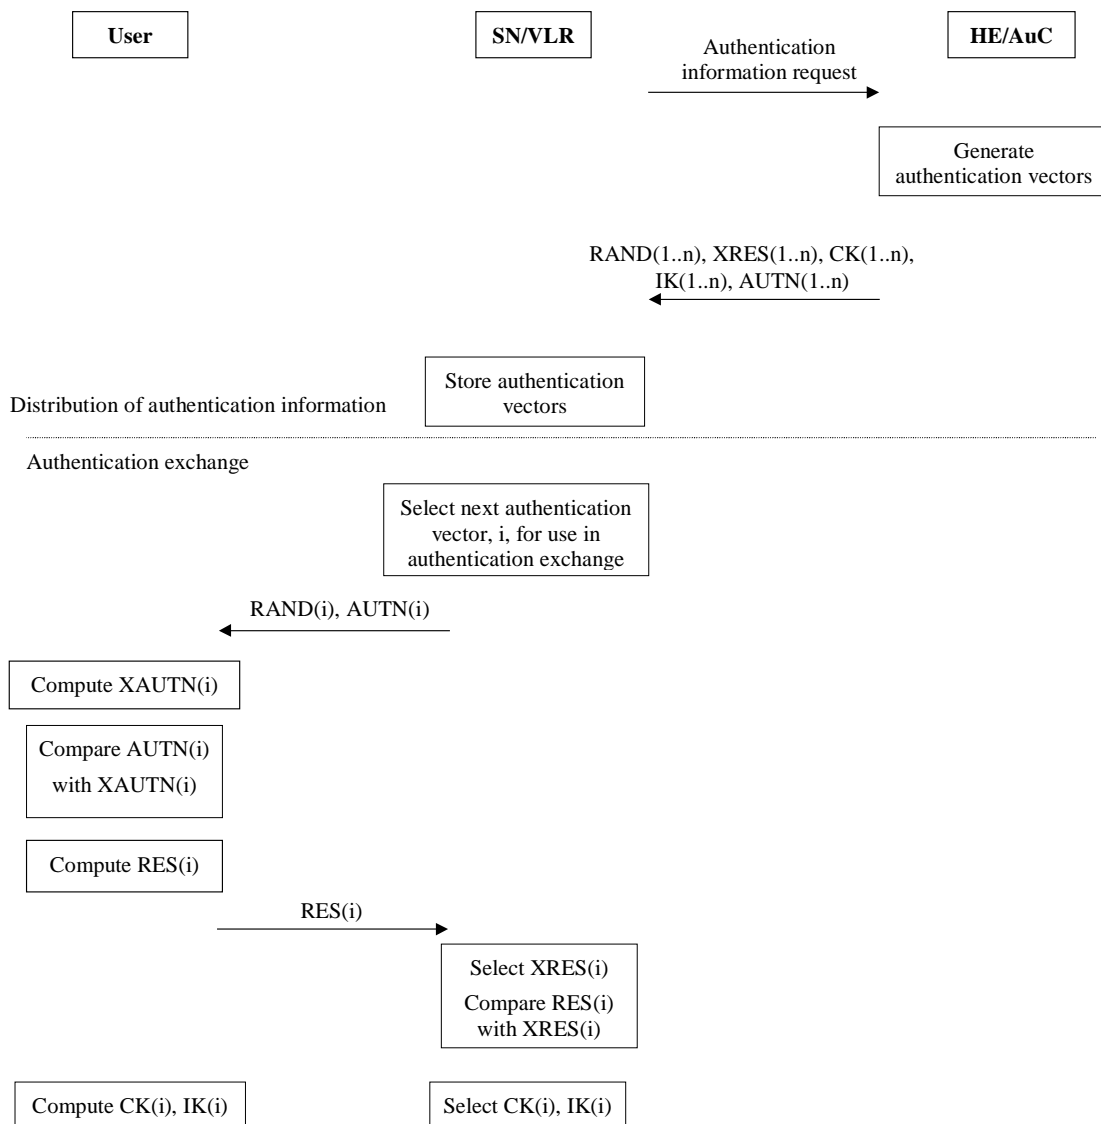 User
SN/VLR
HE/AuC
Authentication
information request
Generate
authentication vectors
RAND(1..n), XRES(1..n), CK(1..n),
IK(1..n), AUTN(1..n)
Store authentication
vectors
Distribution of authentication information
Authentication exchange
Select next authentication
vector, i, for use in
authentication exchange
RAND(i), AUTN(i)
Compute XAUTN(i)
Compare AUTN(i)
with XAUTN(i)
Compute RES(i)
RES(i)
Select XRES(i)
Compare RES(i)
with XRES(i)
Compute CK(i), IK(i)
Select CK(i), IK(i)